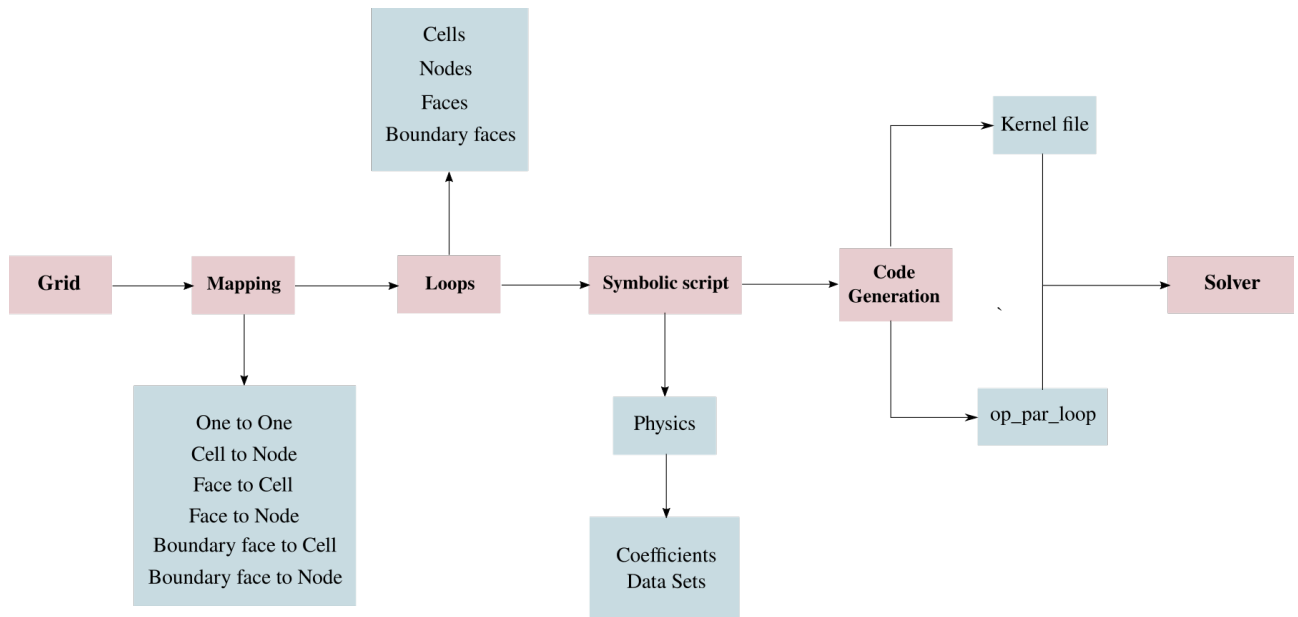 Cells
Nodes
Faces
Boundary faces
Kernel file
Grid
Mapping
Loops
Symbolic script
Code
Generation
Solver
One to One
Cell to Node
Face to Cell
Face to Node
Boundary face to Cell
Boundary face to Node
Physics
op_par_loop
Coefficients
Data Sets